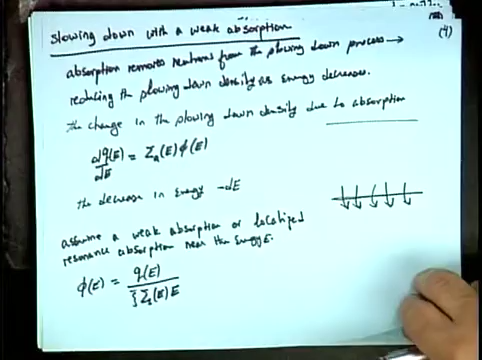 slowing down with a weak absorption
(4)
absorption removes neutrons from the slowing down process →
reducing the slowing down density as energy decreases.
the change in the slowing down density due to absorption
dq(E)/dE = Σₐ(E)φ(E)
the decrease in Energy -dE
assume a weak absorption or localized
resonance absorption near the Energy E.
φ(E) = q(E)/ξΣₛ(E)E